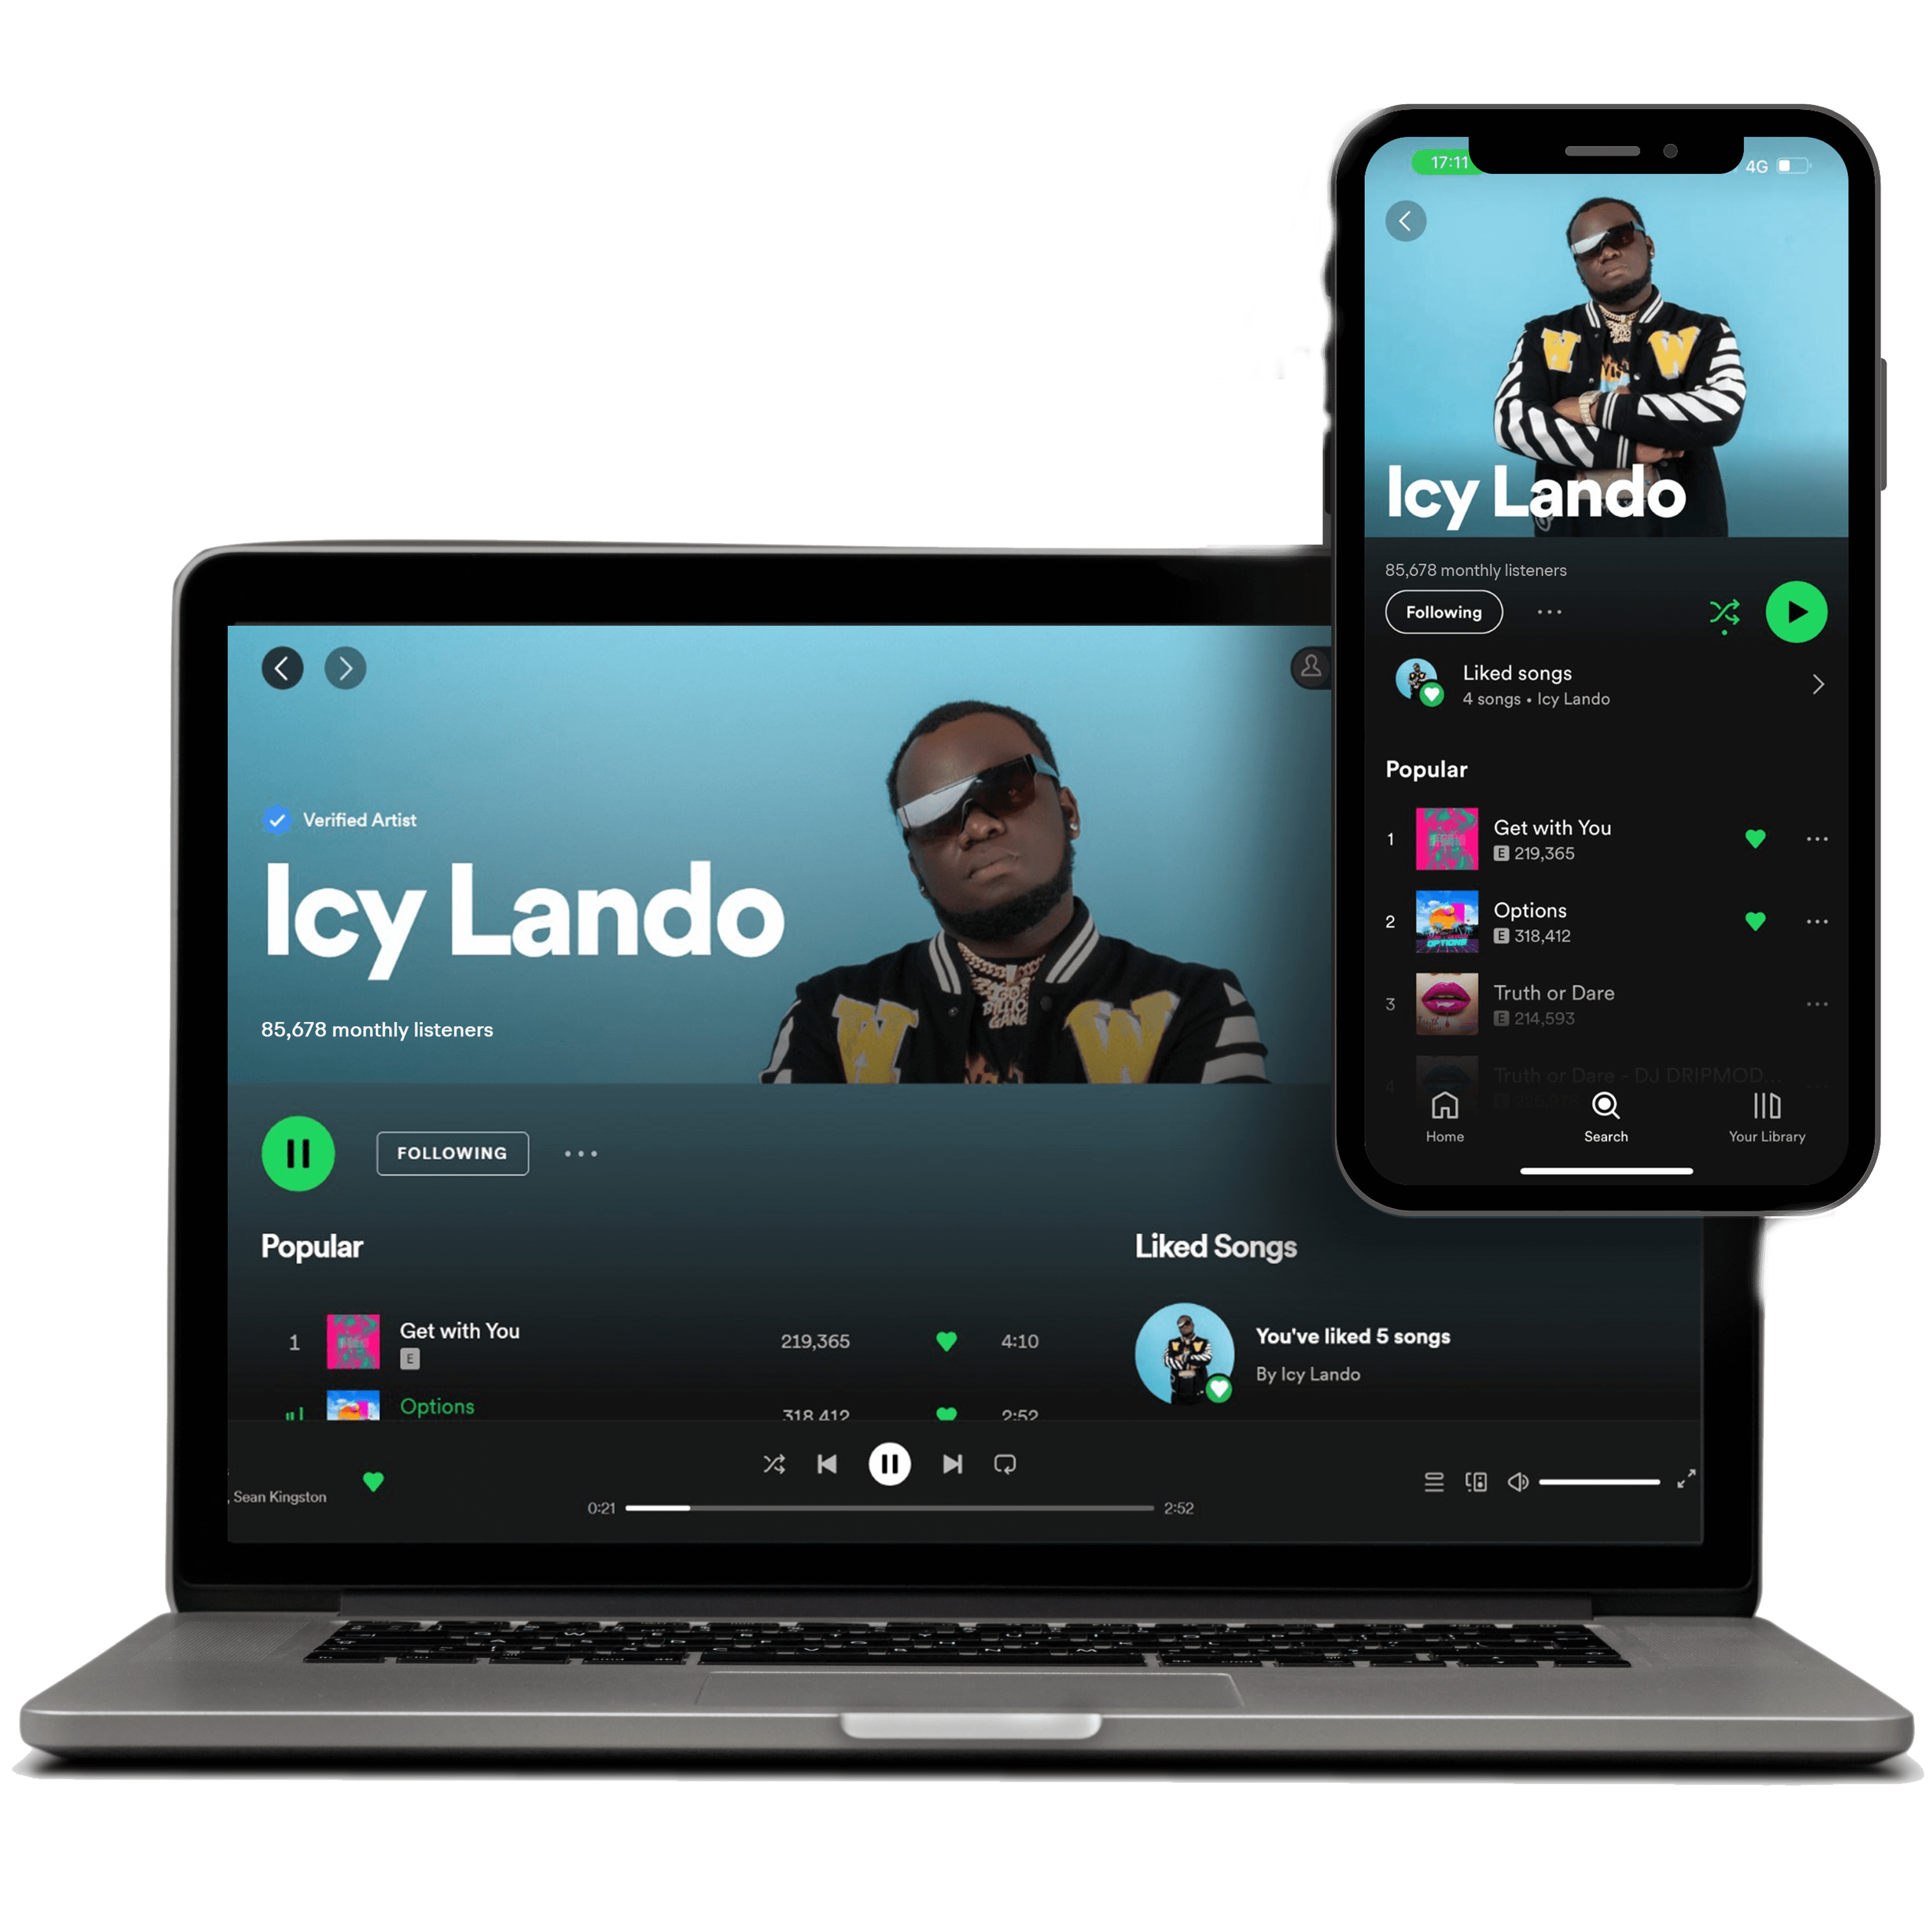 17:11
4G
Icy Lando
85,678 monthly listeners
Following
Liked songs
4 songs • Icy Lando
Popular
1
Get with You
E 219,365
2
Options
E 318,412
OPTIONS
3
Truth or Dare
E 214,593
4
Truth or Dare - DJ DRIPMOD...
Home
Search
Your Library
Verified Artist
Icy Lando
85,678 monthly listeners
GANG
W
FOLLOWING
Popular
1
Get with You
E
219,365
4:10
Options
318,412
2:52
Liked Songs
You've liked 5 songs
By Icy Lando
, Sean Kingston
0:21
2:52